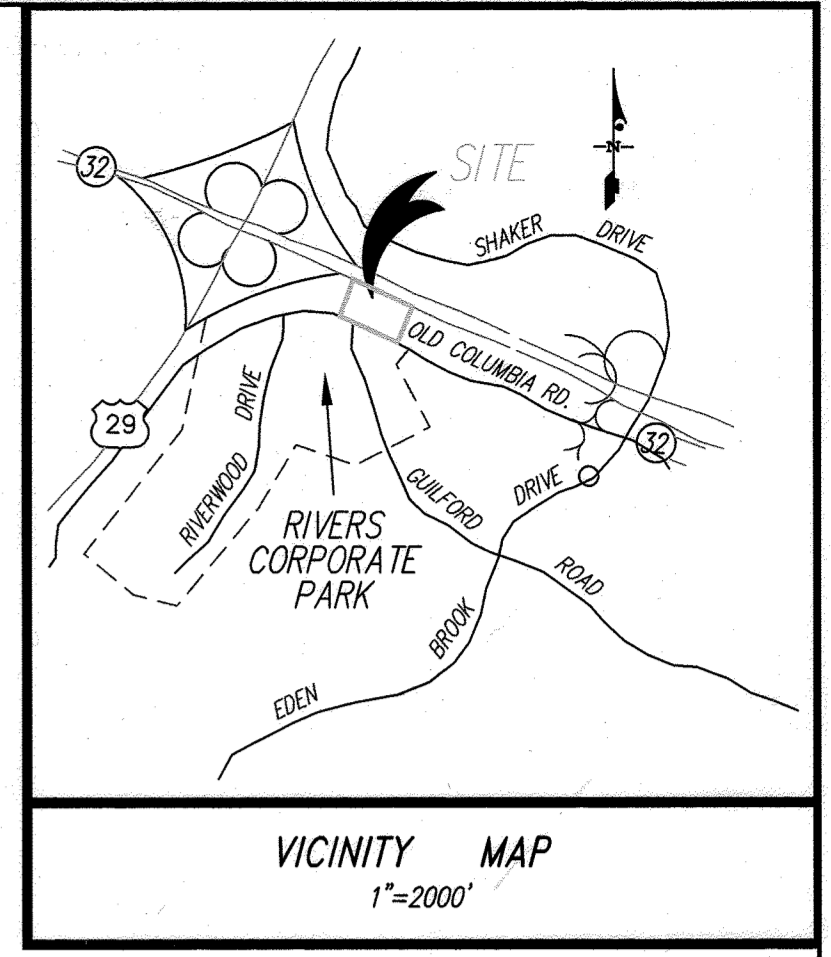 32
SITE
N
SHAKER DRIVE
OLD COLUMBIA RD.
29
RIVERWOOD DRIVE
32
DRIVE
GUILFORD
RIVERS
CORPORATE
PARK
ROAD
BROOK
EDEN
VICINITY MAP
1"=2000'